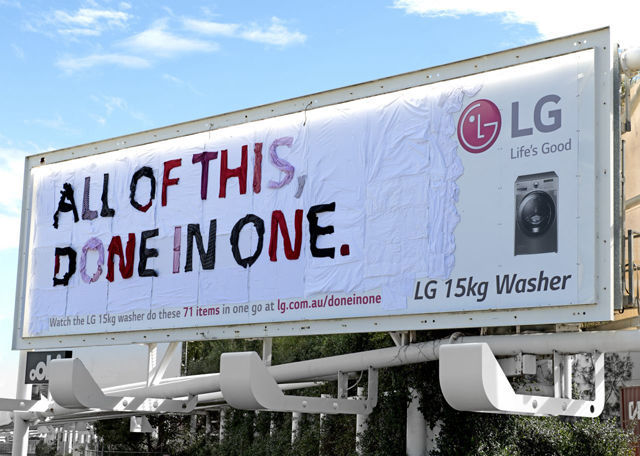 ALL OF THIS,
DONE IN ONE.
Watch the LG 15kg washer do these 71 items in one go at lg.com.au/doneinone
LG
Life's Good
LG 15kg Washer